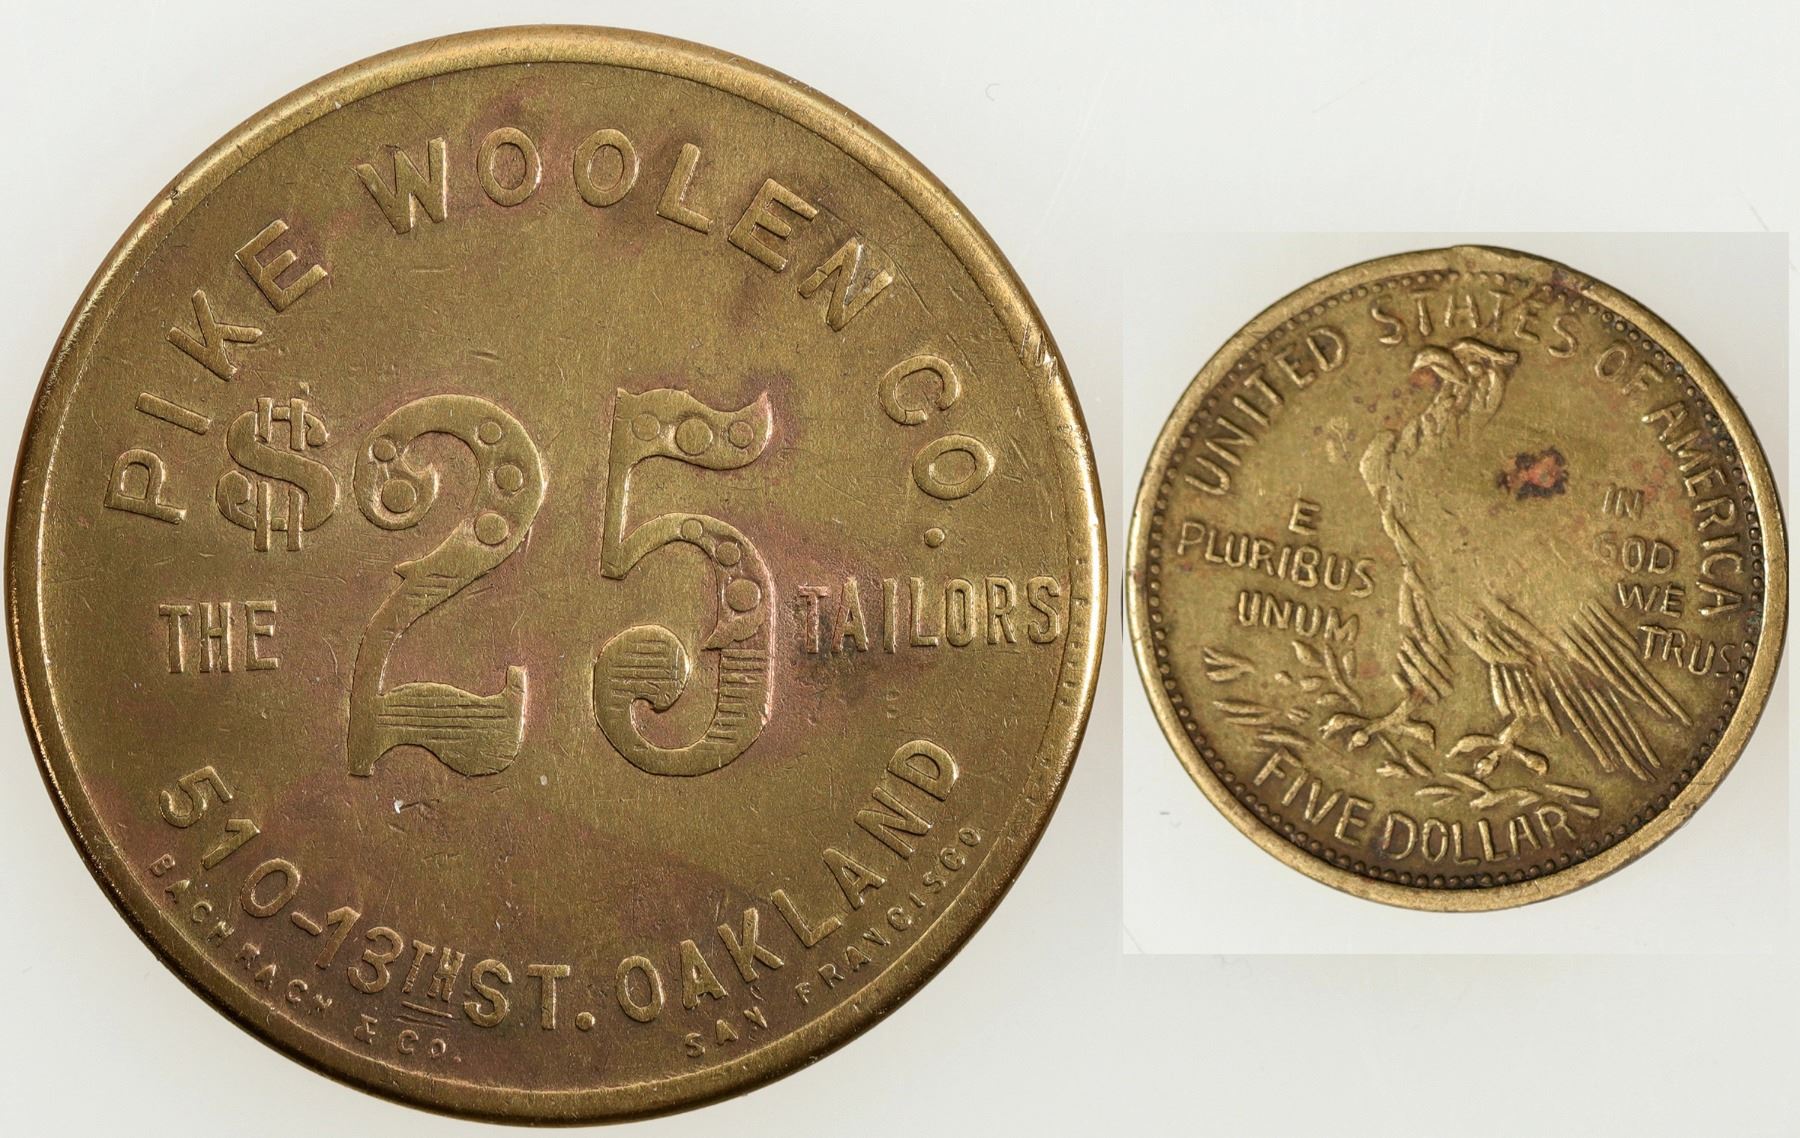 PIKE WOOLEN CO.
$25
THE TAILORS
510-13TH ST. OAKLAND
BACHRACH & CO. SAN FRANCISCO
UNITED STATES OF AMERICA
E
PLURIBUS
UNUM
IN
GOD
WE
TRUS
FIVE DOLLAR